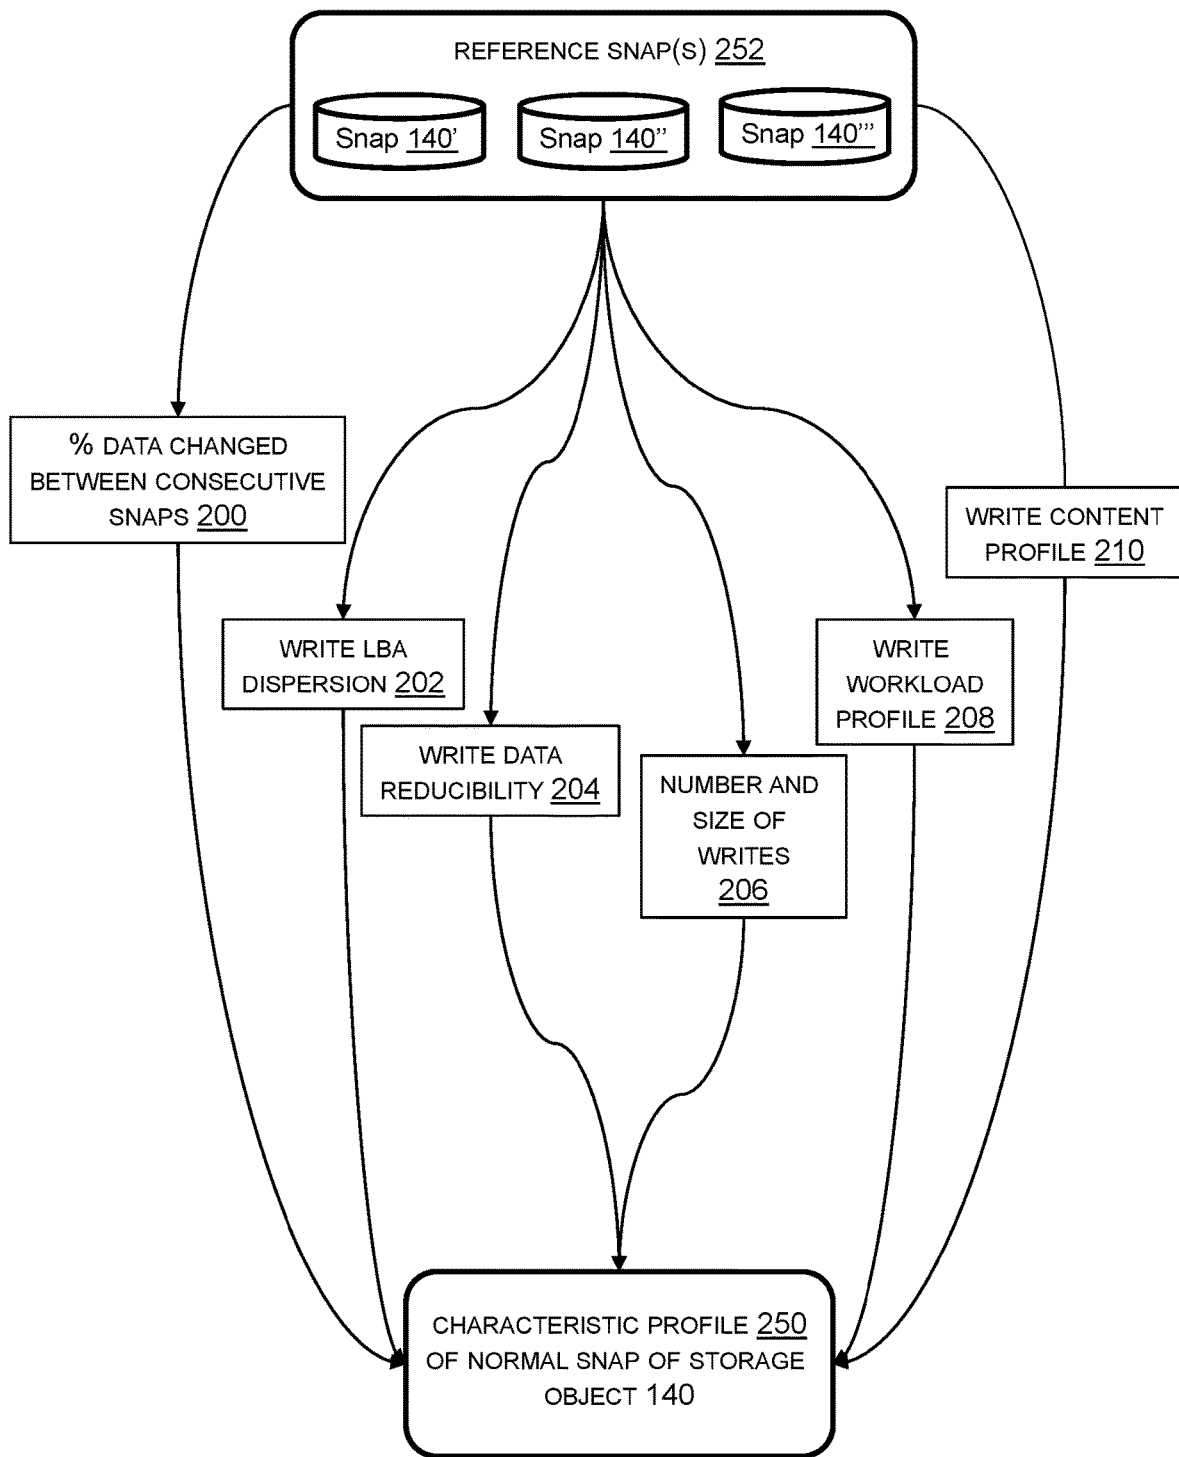 REFERENCE SNAP(S) 252
Snap 140'
Snap 140''
Snap 140'''
% DATA CHANGED
BETWEEN CONSECUTIVE
SNAPS 200
WRITE CONTENT
PROFILE 210
WRITE LBA
DISPERSION 202
WRITE
WORKLOAD
PROFILE 208
WRITE DATA
REDUCIBILITY 204
NUMBER AND
SIZE OF
WRITES
206
CHARACTERISTIC PROFILE 250
OF NORMAL SNAP OF STORAGE
OBJECT 140